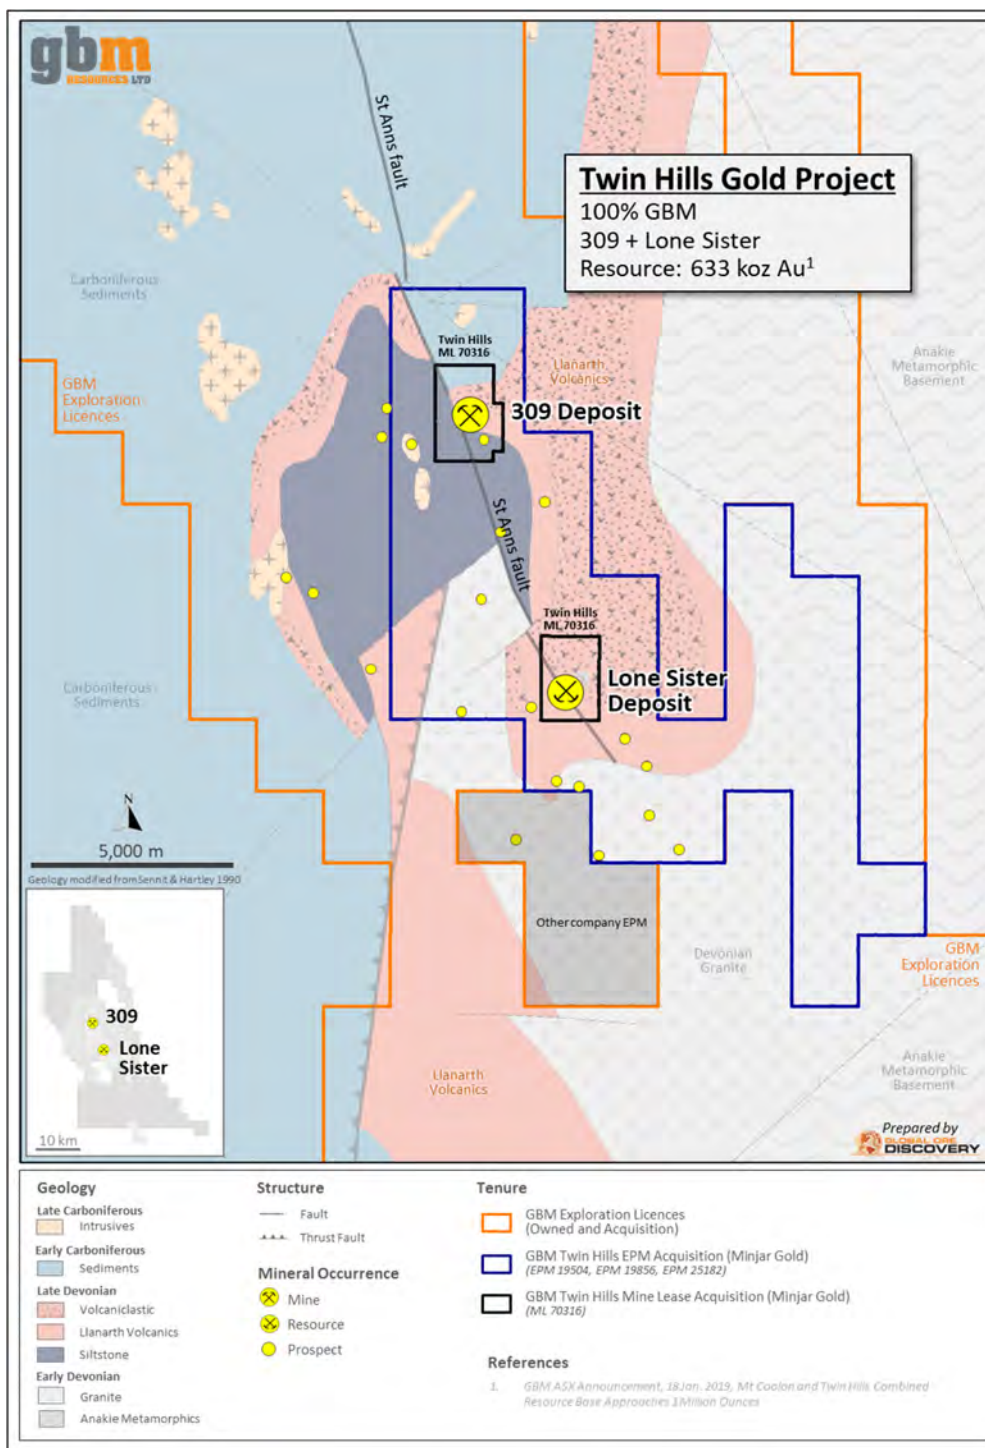 gbm
RESOURCES LTD
St Anns fault
Twin Hills Gold Project
100% GBM
309 + Lone Sister
Resource: 633 koz Au¹
Carboniferous
Sediments
Anakie
Metamorphic
Basement
Twin Hills
ML 70316
Llanarth
Volcanics
GBM
Exploration
Licences
309 Deposit
St Anns fault
Twin Hills
ML 70316
Lone Sister
Deposit
Carboniferous
Sediments
N
5,000 m
Geology modified from Sennit & Hartley 1990
Other company EPM
Devonian
Granite
GBM
Exploration
Licences
309
Lone
Sister
10 km
Llanarth
Volcanics
Anakie
Metamorphic
Basement
Prepared by
GLOBAL ORE
DISCOVERY
Geology
Late Carboniferous
Intrusives
Early Carboniferous
Sediments
Late Devonian
Volcaniclastic
Llanarth Volcanics
Siltstone
Early Devonian
Granite
Anakie Metamorphics
Structure
Fault
Thrust Fault
Mineral Occurrence
Mine
Resource
Prospect
Tenure
GBM Exploration Licences
(Owned and Acquisition)
GBM Twin Hills EPM Acquisition (Minjar Gold)
(EPM 19504, EPM 19856, EPM 25182)
GBM Twin Hills Mine Lease Acquisition (Minjar Gold)
(ML 70316)
References
1. GBM ASX Announcment, 18 Jan. 2019, Mt Coolon and Twin Hills Combined
Resource Base Approaches 1 Million Ounces